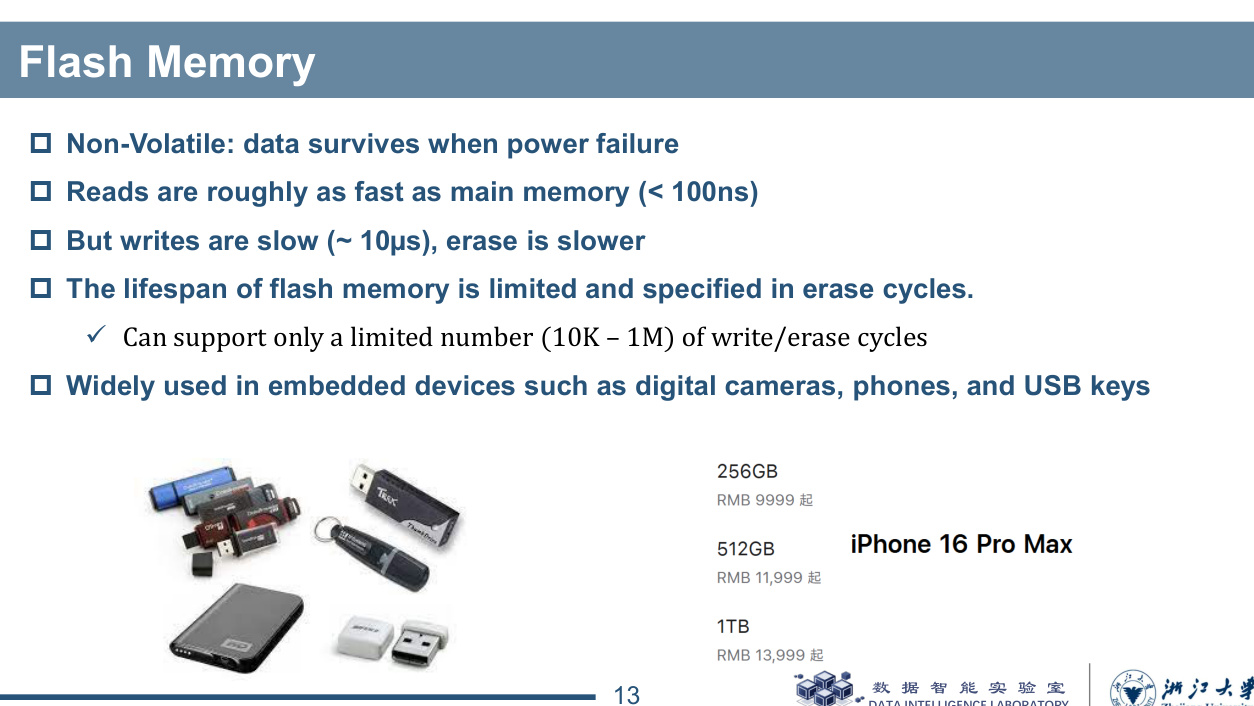 Flash Memory
Non-Volatile: data survives when power failure
Reads are roughly as fast as main memory (< 100ns)
But writes are slow (~ 10μs), erase is slower
The lifespan of flash memory is limited and specified in erase cycles.
Can support only a limited number (10K – 1M) of write/erase cycles
Widely used in embedded devices such as digital cameras, phones, and USB keys
256GB
RMB 9999 起
512GB
RMB 11,999 起
iPhone 16 Pro Max
1TB
RMB 13,999 起
13
数据智能实验室
DATA INTELLIGENCE LABORATORY
浙江大学